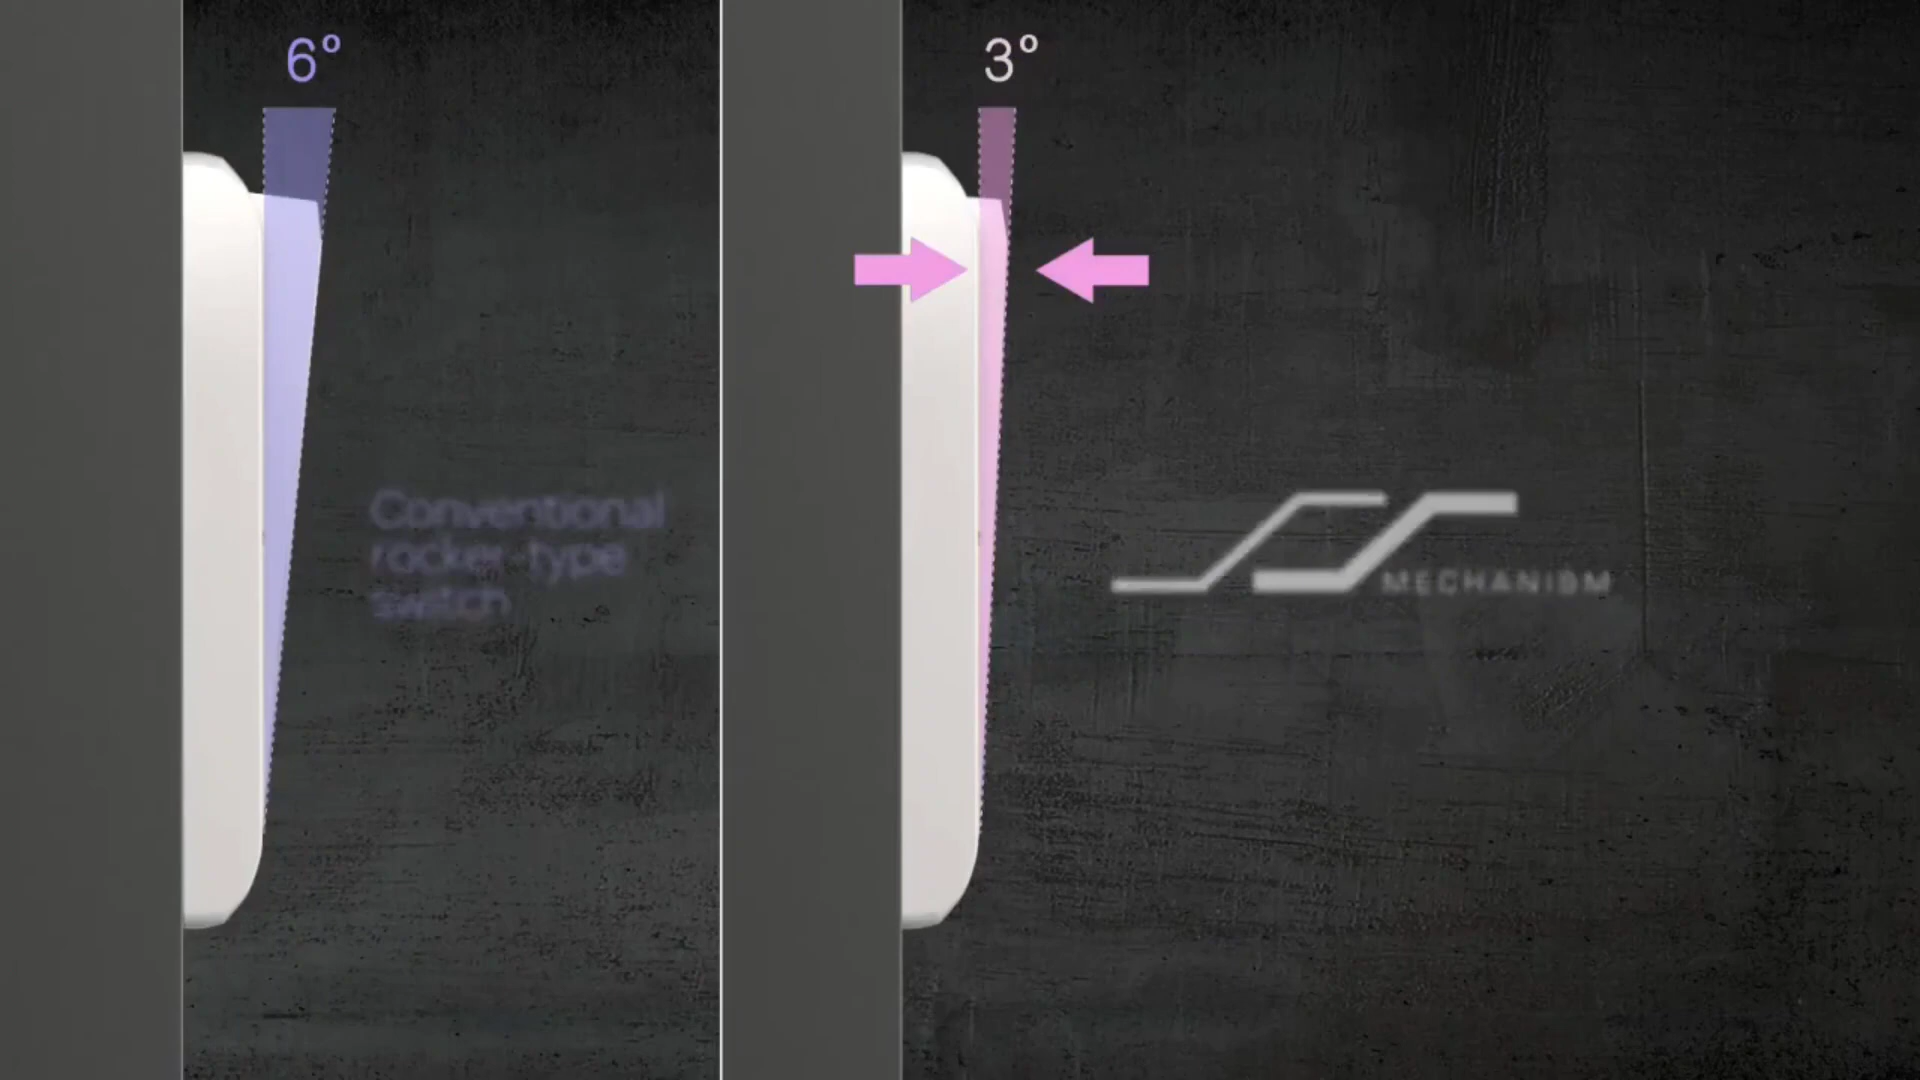 6°
3°
Conventional
rocker-type
switch
MECHANISM